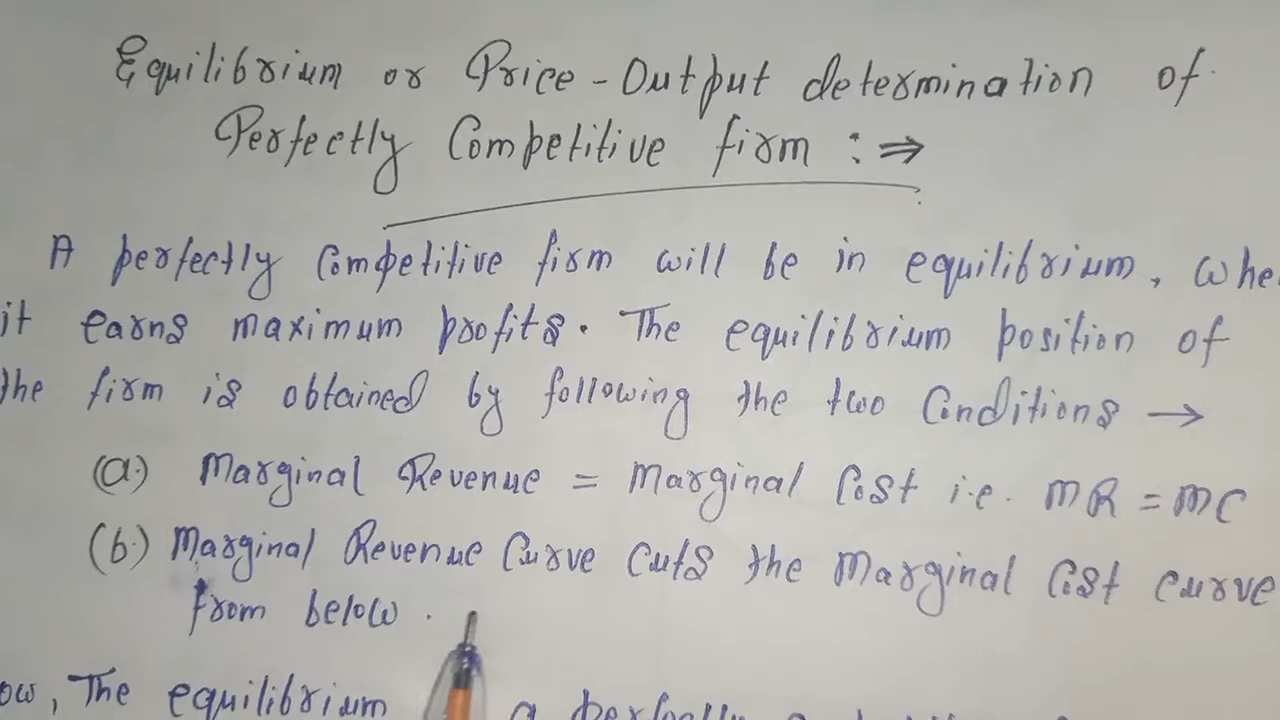 Equilibrium or Price-Output determination of
Perfectly Competitive firm :⇒
A perfectly Competitive firm will be in equilibrium, whe
it earns maximum profits. The equilibrium position of
the firm is obtained by following the two Conditions →
(a) Marginal Revenue = Marginal Cost i.e. MR = MC
(b) Marginal Revenue Curve cuts the Marginal Cost curve
from below.
ow, The equilibrium a